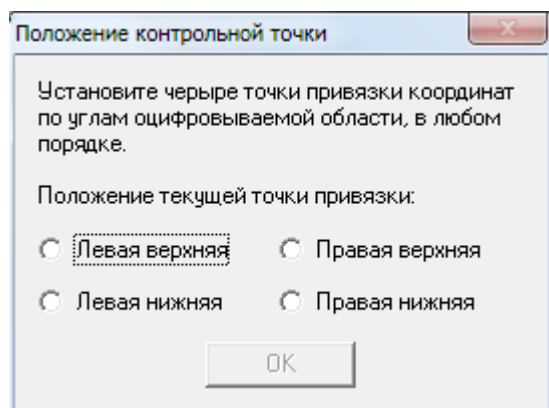 Положение контрольной точки
Установите черыре точки привязки координат
по углам оцифровываемой области, в любом
порядке.
Положение текущей точки привязки:
Левая верхняя
Правая верхняя
Левая нижняя
Правая нижняя
OK